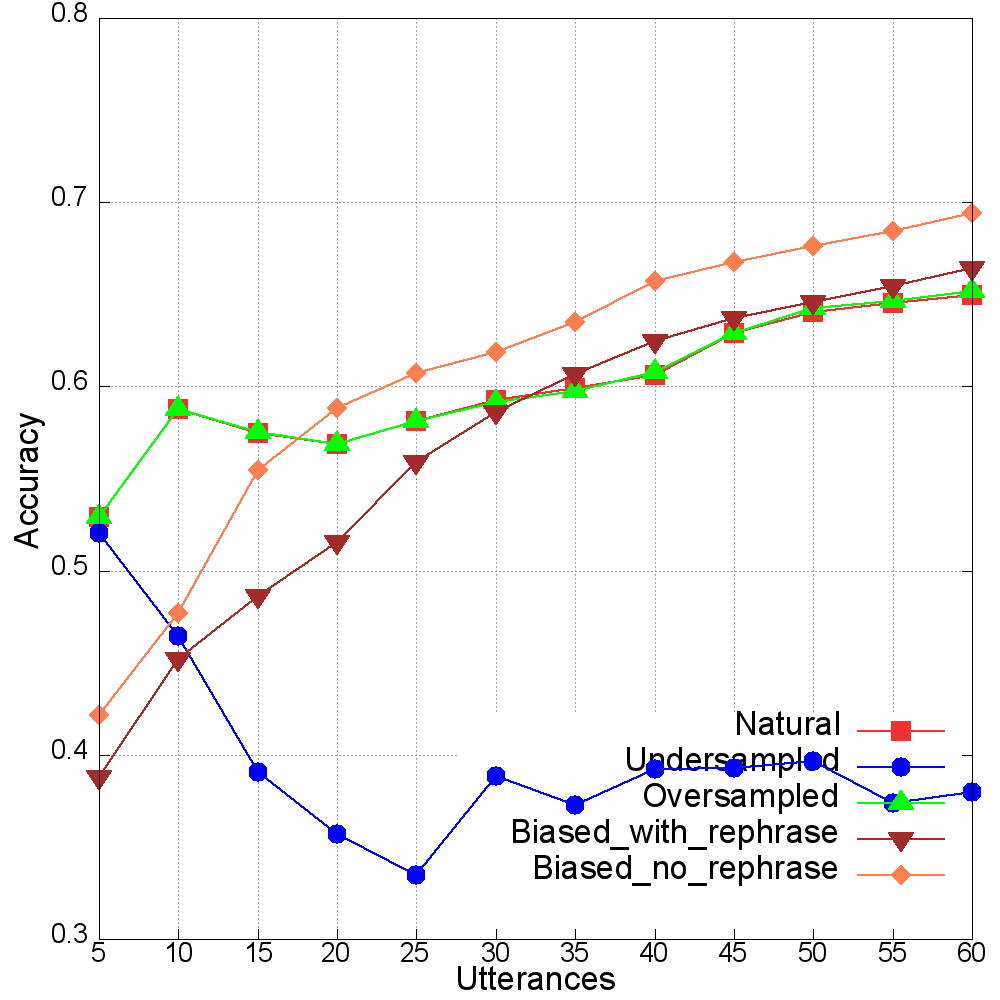 0.8
0.7
0.6
0.5
0.4
0.3
Accuracy
Natural
Undersampled
Oversampled
Biased_with_rephrase
Biased_no_rephrase
5 10 15 20 25 30 35 40 45 50 55 60
Utterances